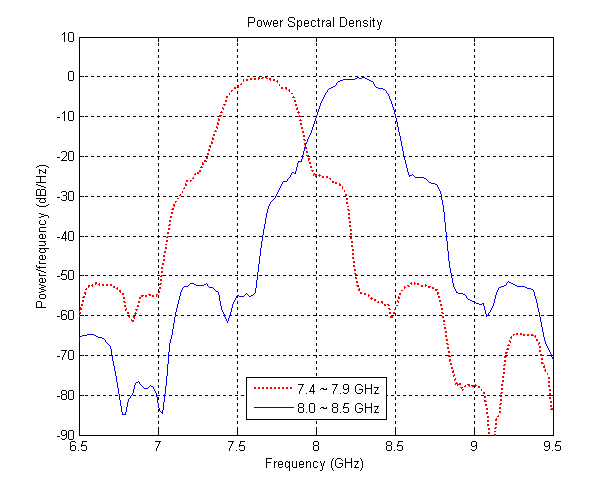 Power Spectral Density
Power/frequency (dB/Hz)
10
0
-10
-20
-30
-40
-50
-60
-70
-80
-90
7.4 ~ 7.9 GHz
8.0 ~ 8.5 GHz
6.5 7 7.5 8 8.5 9 9.5
Frequency (GHz)